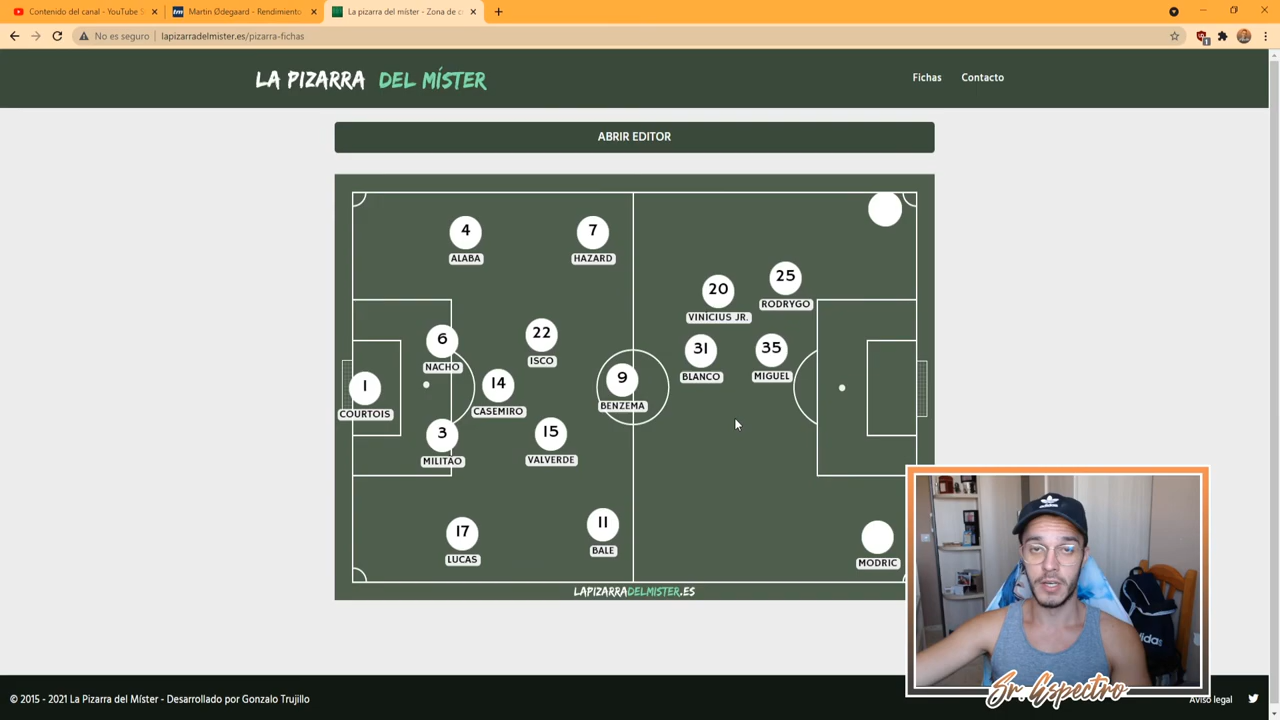 Contenido del canal - YouTube S
Martin Ødegaard - Rendimiento
La pizarra del míster - Zona de c
No es seguro
lapizarradelmister.es/pizarra-fichas
LA PIZARRA DEL MÍSTER
Fichas
Contacto
ABRIR EDITOR
4
ALABA
7
HAZARD
25
RODRYGO
20
VINICIUS JR.
22
ISCO
6
NACHO
31
BLANCO
35
MIGUEL
9
BENZEMA
14
CASEMIRO
1
COURTOIS
3
MILITÃO
15
VALVERDE
17
LUCAS
11
BALE
MODRIC
LAPIZARRADELMISTER.ES
adidas
Sr. Espectro
© 2015 - 2021 La Pizarra del Míster - Desarrollado por Gonzalo Trujillo
Aviso legal